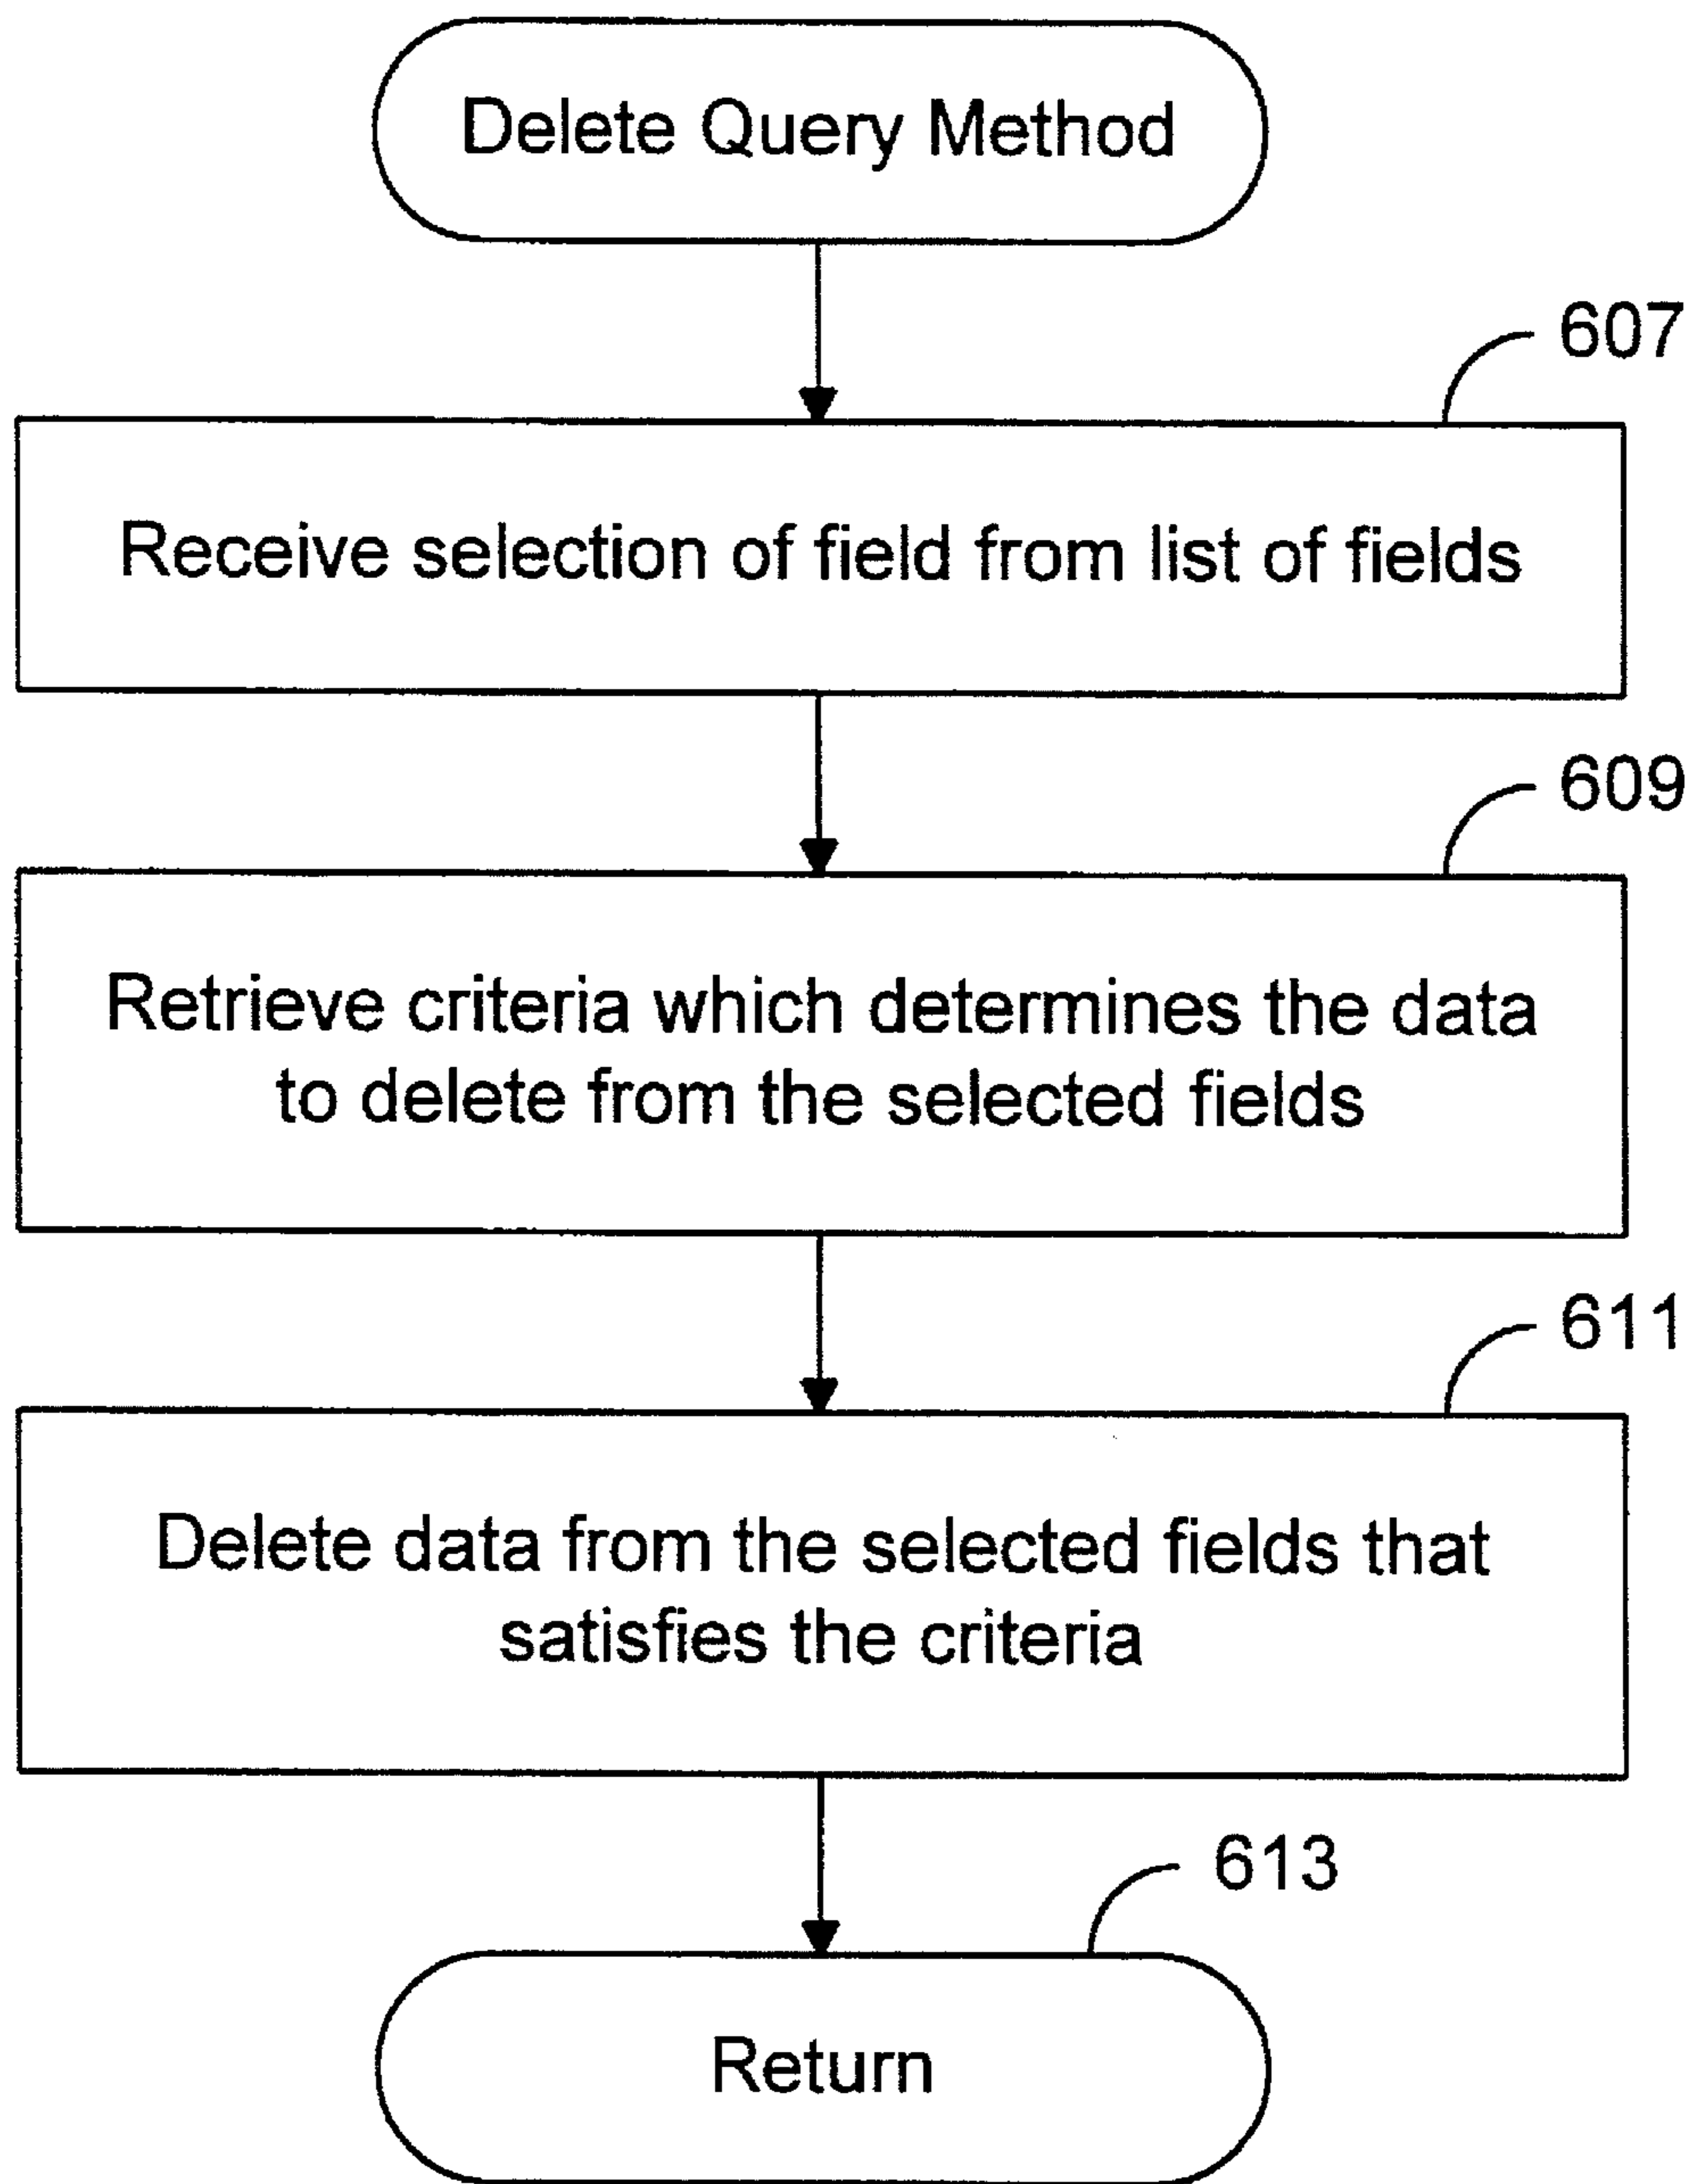 Delete Query Method
607
Receive selection of field from list of fields
609
Retrieve criteria which determines the data
to delete from the selected fields
611
Delete data from the selected fields that
satisfies the criteria
613
Return